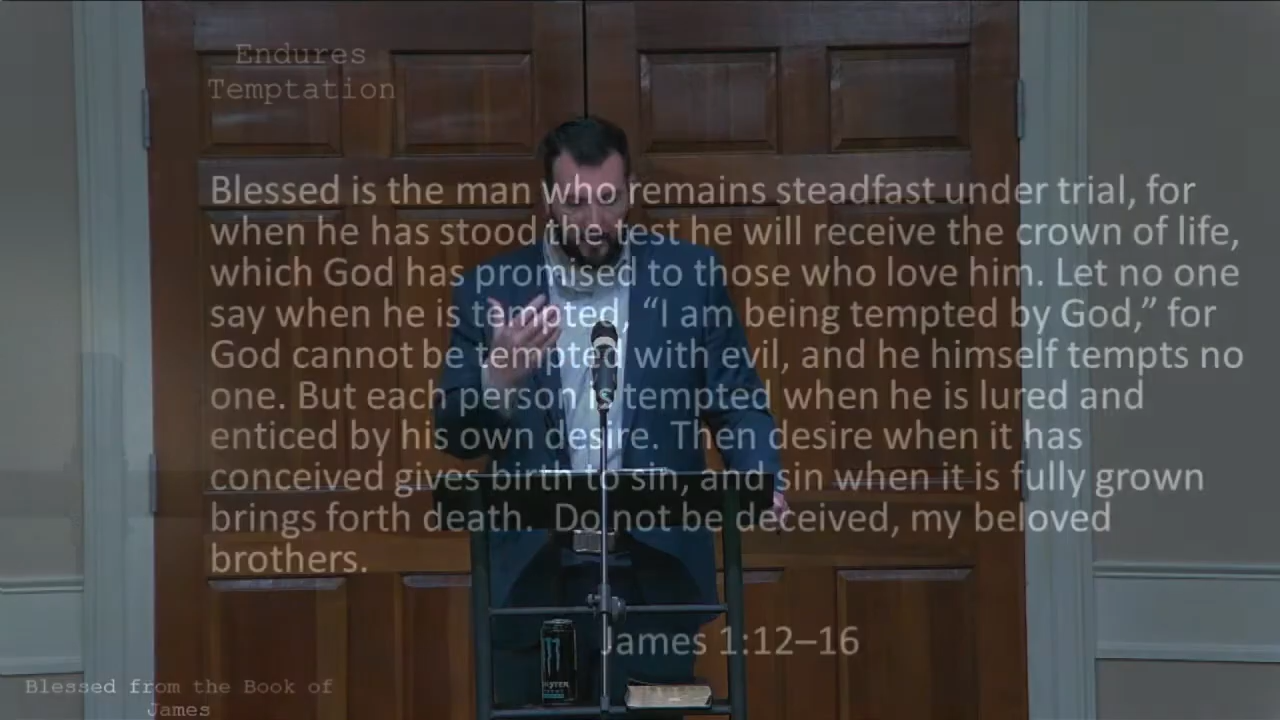 Endures
Temptation
Blessed is the man who remains steadfast under trial, for
when he has stood the test he will receive the crown of life,
which God has promised to those who love him. Let no one
say when he is tempted, “I am being tempted by God,” for
God cannot be tempted with evil, and he himself tempts no
one. But each person is tempted when he is lured and
enticed by his own desire. Then desire when it has
conceived gives birth to sin, and sin when it is fully grown
brings forth death.  Do not be deceived, my beloved
brothers.
James 1:12–16
MONSTER
Blessed from the Book of
James